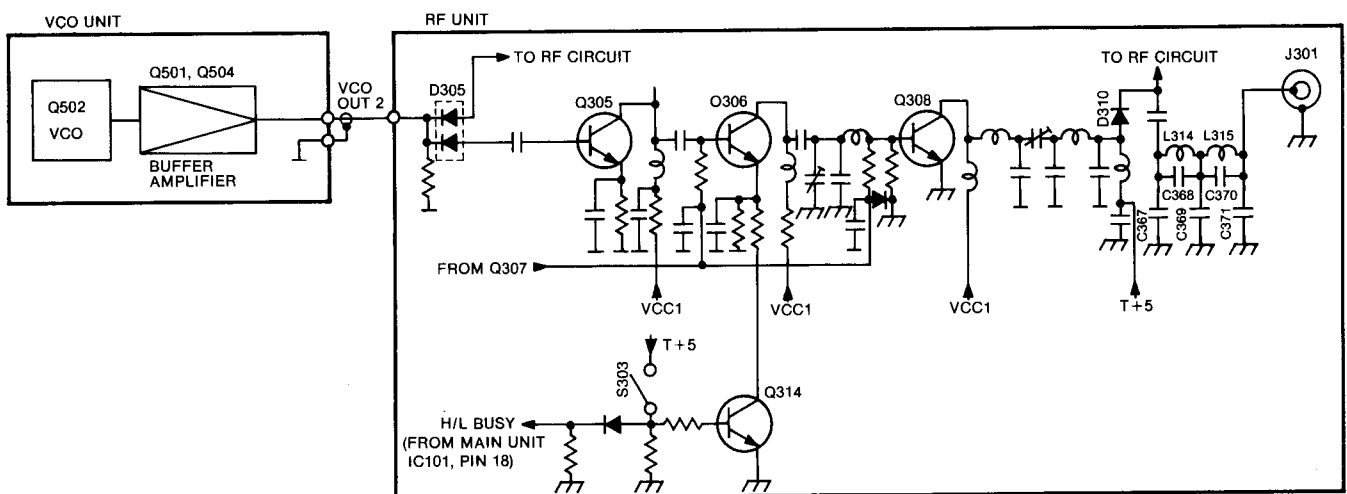 VCO UNIT
Q502
VCO
Q501, Q504
BUFFER
AMPLIFIER
VCO
OUT 2
RF UNIT
D305
TO RF CIRCUIT
Q305
O306
Q308
TO RF CIRCUIT
D310
J301
L314
L315
C368
C370
C367
C369
C371
FROM Q307
VCC1
VCC1
VCC1
T+5
T+5
S303
Q314
H/L BUSY
(FROM MAIN UNIT
IC101, PIN 18)